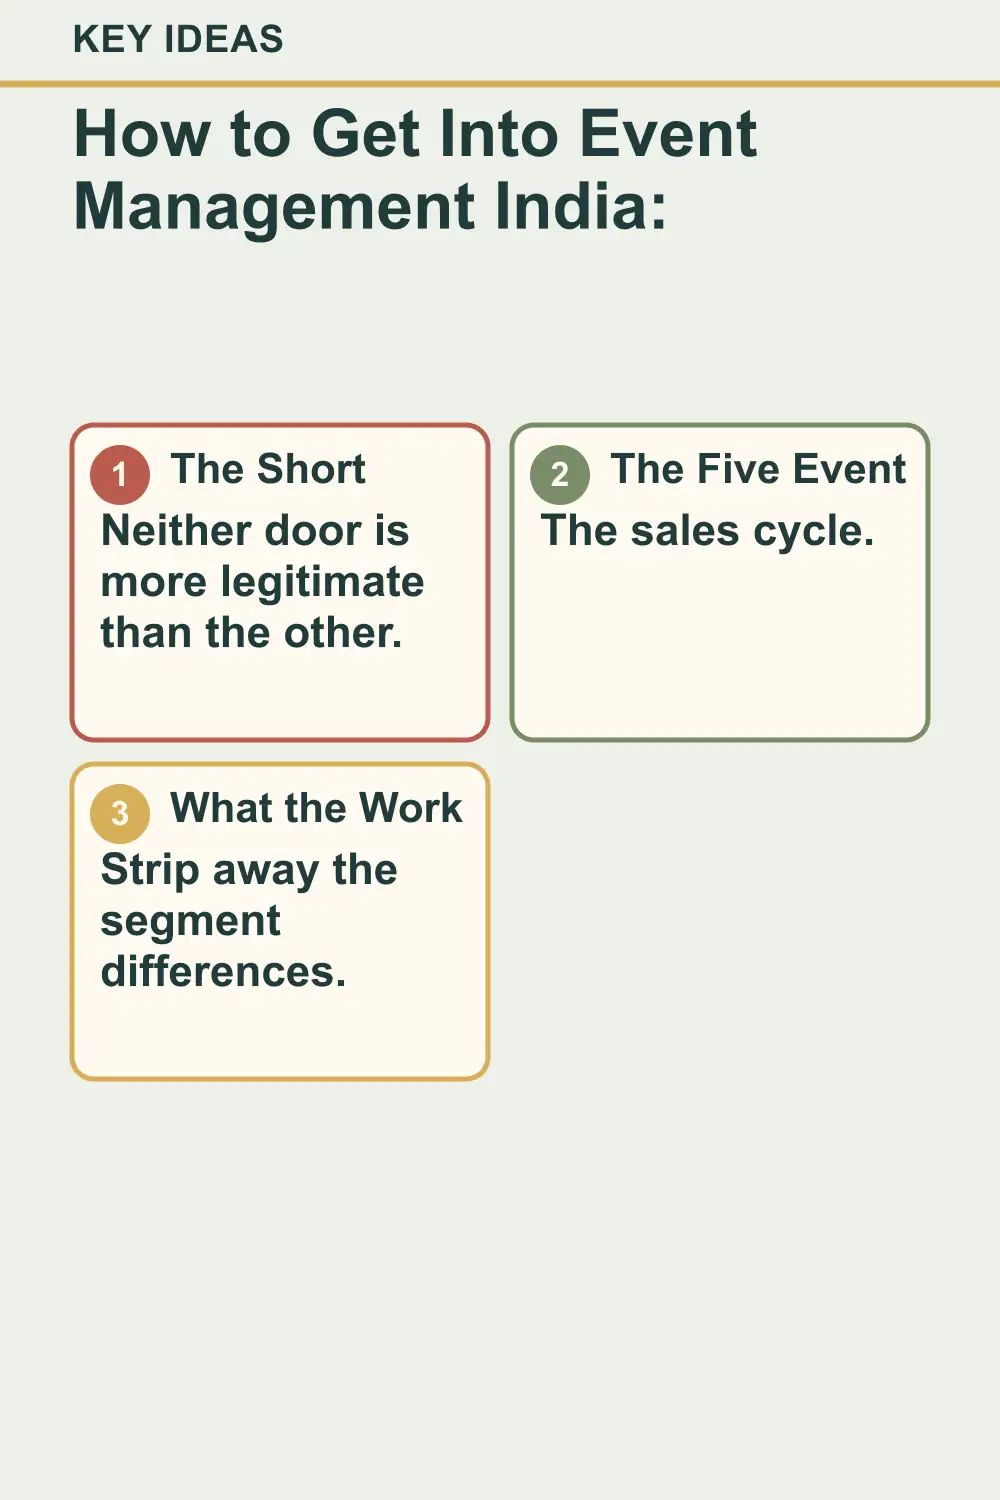 KEY IDEAS
How to Get Into Event
Management India:
1 The Short
Neither door is
more legitimate
than the other.
2 The Five Event
The sales cycle.
3 What the Work
Strip away the
segment
differences.